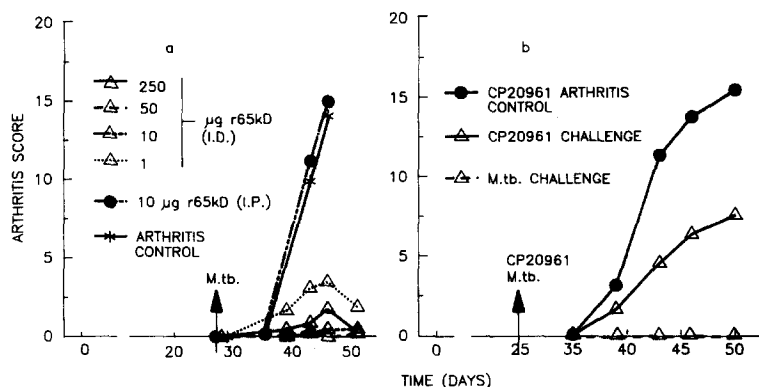 a
b
ARTHRITIS SCORE
20
15
10
5
0
250
50
10
1
µg r65kD
(I.D.)
10 µg r65kD (I.P.)
ARTHRITIS
CONTROL
M.tb.
0
20
30
40
50
20
15
10
5
0
CP20961 ARTHRITIS
CONTROL
CP20961 CHALLENGE
M.tb. CHALLENGE
CP20961
M.tb.
0
25
35
40
45
50
TIME (DAYS)